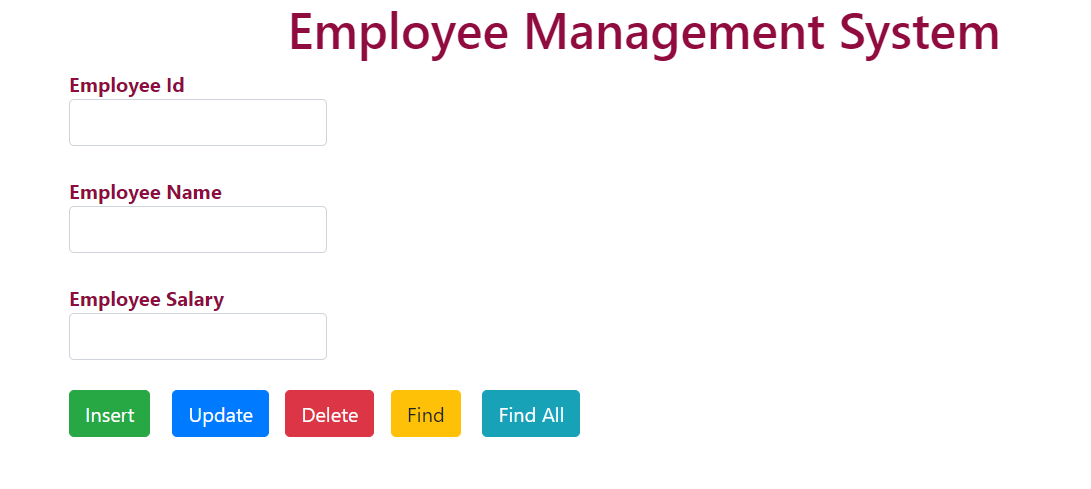 Employee Management System
Employee Id
Employee Name
Employee Salary
Insert Update Delete Find Find All